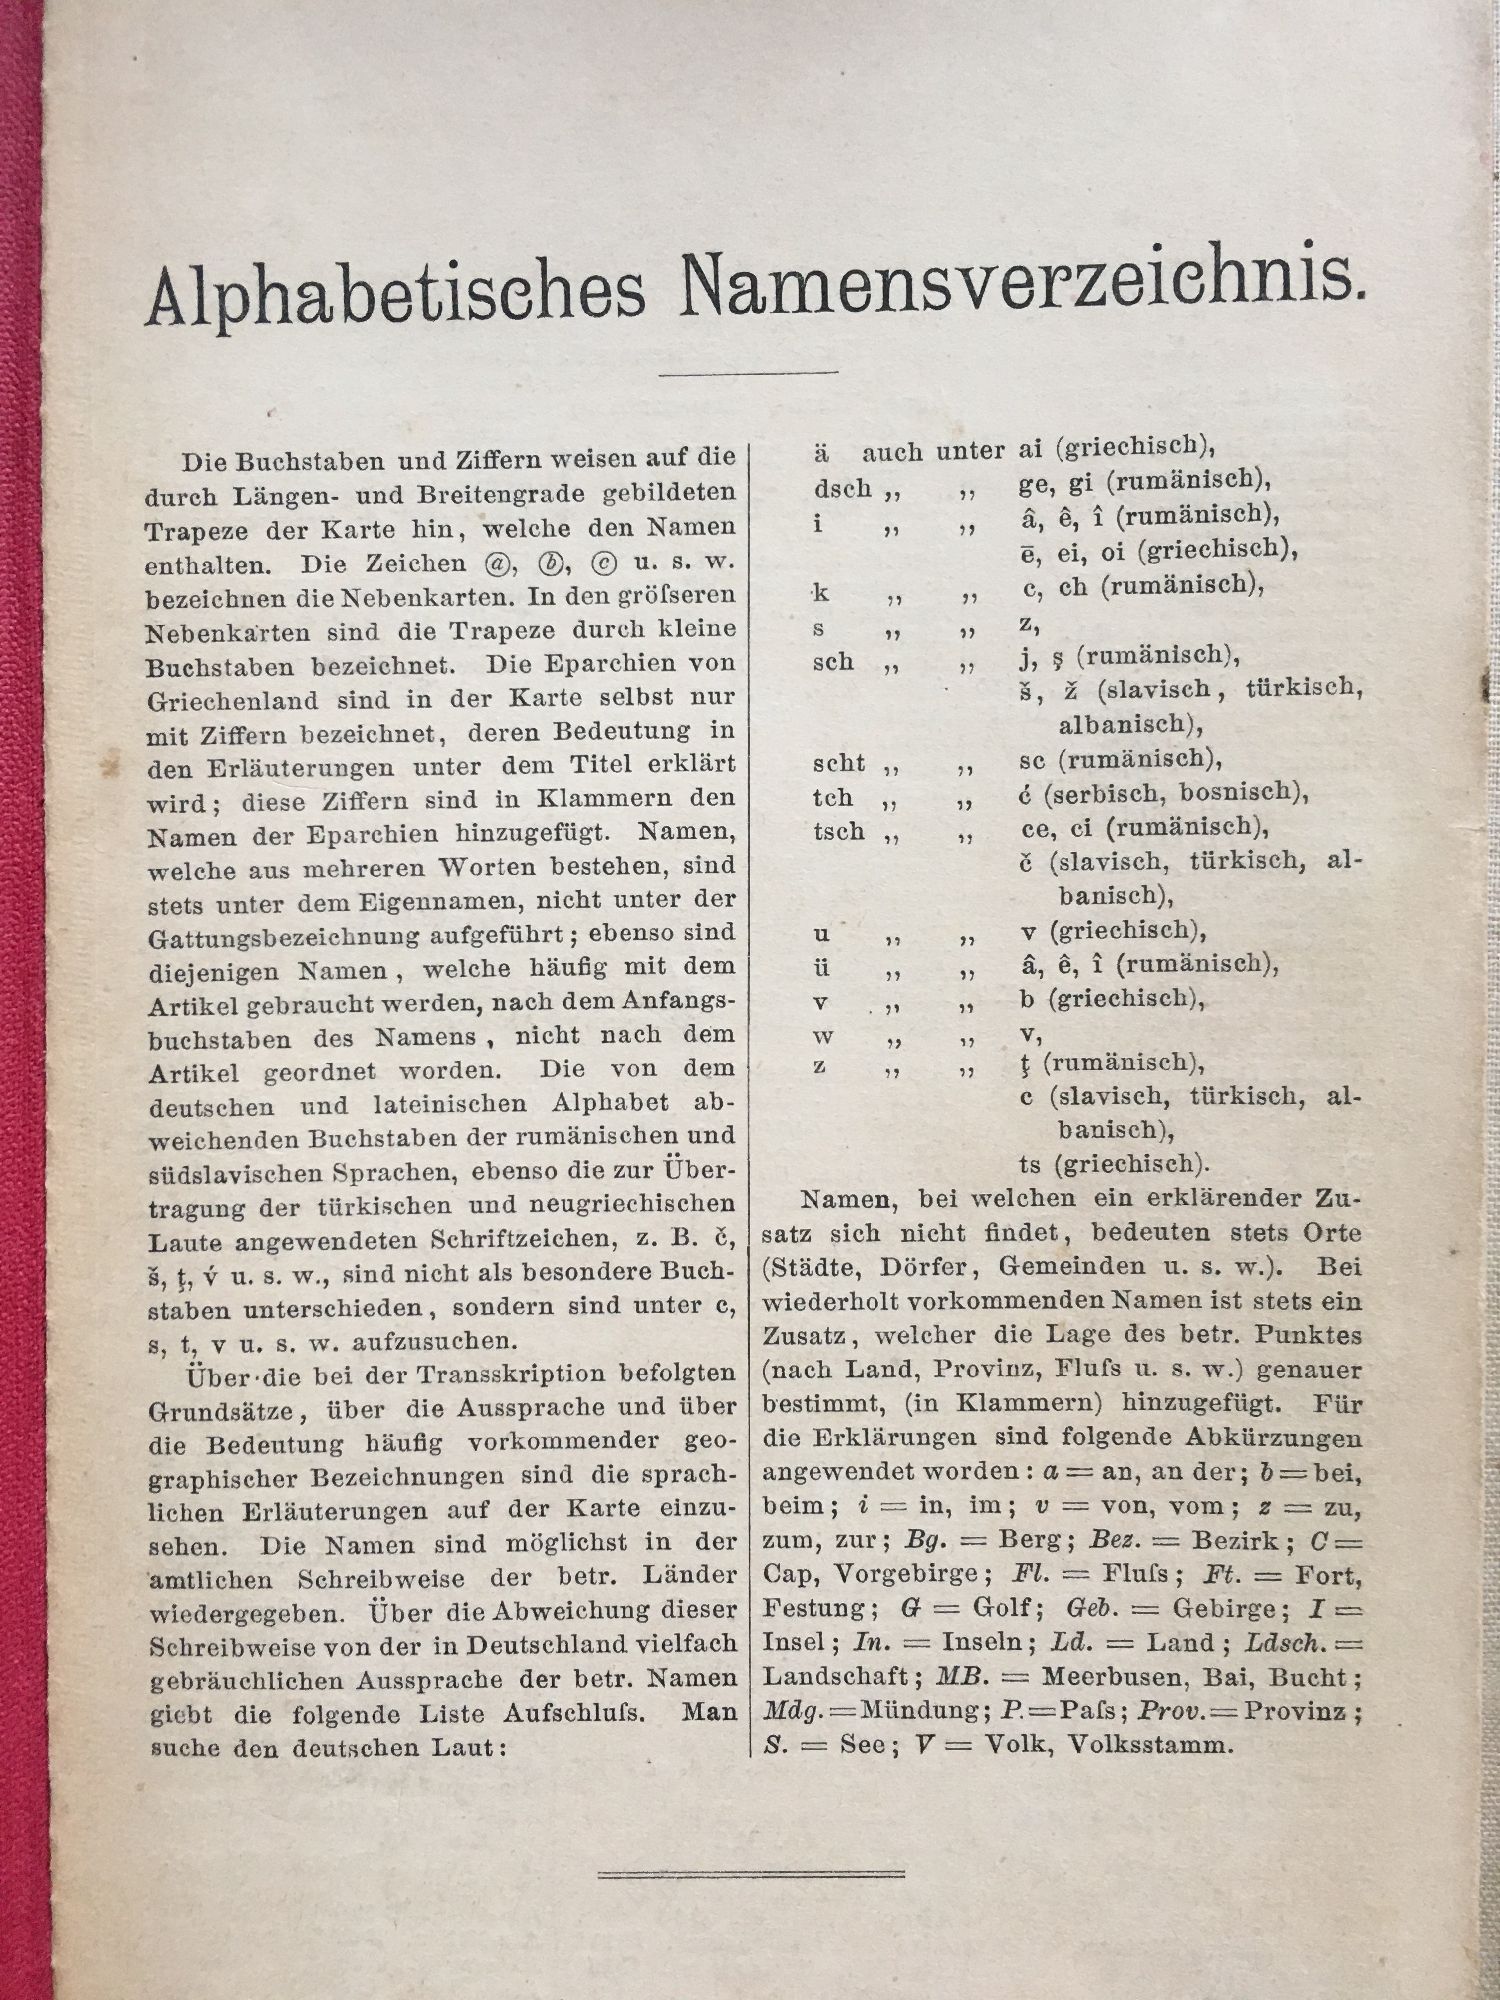 Alphabetisches Namensverzeichnis.
Die Buchstaben und Ziffern weisen auf die
durch Längen- und Breitengrade gebildeten
Trapeze der Karte hin, welche den Namen
enthalten. Die Zeichen ⓐ, ⓑ, ⓒ u. s. w.
bezeichnen die Nebenkarten. In den gröſseren
Nebenkarten sind die Trapeze durch kleine
Buchstaben bezeichnet. Die Eparchien von
Griechenland sind in der Karte selbst nur
mit Ziffern bezeichnet, deren Bedeutung in
den Erläuterungen unter dem Titel erklärt
wird; diese Ziffern sind in Klammern den
Namen der Eparchien hinzugefügt. Namen,
welche aus mehreren Worten bestehen, sind
stets unter dem Eigennamen, nicht unter der
Gattungsbezeichnung aufgeführt; ebenso sind
diejenigen Namen, welche häufig mit dem
Artikel gebraucht werden, nach dem Anfangs-
buchstaben des Namens, nicht nach dem
Artikel geordnet worden. Die von dem
deutschen und lateinischen Alphabet ab-
weichenden Buchstaben der rumänischen und
südslavischen Sprachen, ebenso die zur Über-
tragung der türkischen und neugriechischen
Laute angewendeten Schriftzeichen, z. B. č,
š, ţ, v́ u. s. w., sind nicht als besondere Buch-
staben unterschieden, sondern sind unter c,
s, t, v u. s. w. aufzusuchen.
Über die bei der Transskription befolgten
Grundsätze, über die Aussprache und über
die Bedeutung häufig vorkommender geo-
graphischer Bezeichnungen sind die sprach-
lichen Erläuterungen auf der Karte einzu-
sehen. Die Namen sind möglichst in der
amtlichen Schreibweise der betr. Länder
wiedergegeben. Über die Abweichung dieser
Schreibweise von der in Deutschland vielfach
gebräuchlichen Aussprache der betr. Namen
giebt die folgende Liste Aufschluſs. Man
suche den deutschen Laut:
ä auch unter ai (griechisch),
dsch „ „ ge, gi (rumänisch),
i „ „ â, ê, î (rumänisch),
ē, ei, oi (griechisch),
k „ „ c, ch (rumänisch),
s „ „ z,
sch „ „ j, ş (rumänisch),
š, ž (slavisch, türkisch,
albanisch),
scht „ „ sc (rumänisch),
tch „ „ ć (serbisch, bosnisch),
tsch „ „ ce, ci (rumänisch),
č (slavisch, türkisch, al-
banisch),
u „ „ v (griechisch),
ü „ „ â, ê, î (rumänisch),
v „ „ b (griechisch),
w „ „ v,
z „ „ ţ (rumänisch),
c (slavisch, türkisch, al-
banisch),
ts (griechisch).
Namen, bei welchen ein erklärender Zu-
satz sich nicht findet, bedeuten stets Orte
(Städte, Dörfer, Gemeinden u. s. w.). Bei
wiederholt vorkommenden Namen ist stets ein
Zusatz, welcher die Lage des betr. Punktes
(nach Land, Provinz, Fluſs u. s. w.) genauer
bestimmt, (in Klammern) hinzugefügt. Für
die Erklärungen sind folgende Abkürzungen
angewendet worden: a = an, an der; b = bei,
beim; i = in, im; v = von, vom; z = zu,
zum, zur; Bg. = Berg; Bez. = Bezirk; C =
Cap, Vorgebirge; Fl. = Fluſs; Ft. = Fort,
Festung; G = Golf; Geb. = Gebirge; I =
Insel; In. = Inseln; Ld. = Land; Ldsch. =
Landschaft; MB. = Meerbusen, Bai, Bucht;
Mdg. = Mündung; P. = Paſs; Prov. = Provinz;
S. = See; V = Volk, Volksstamm.